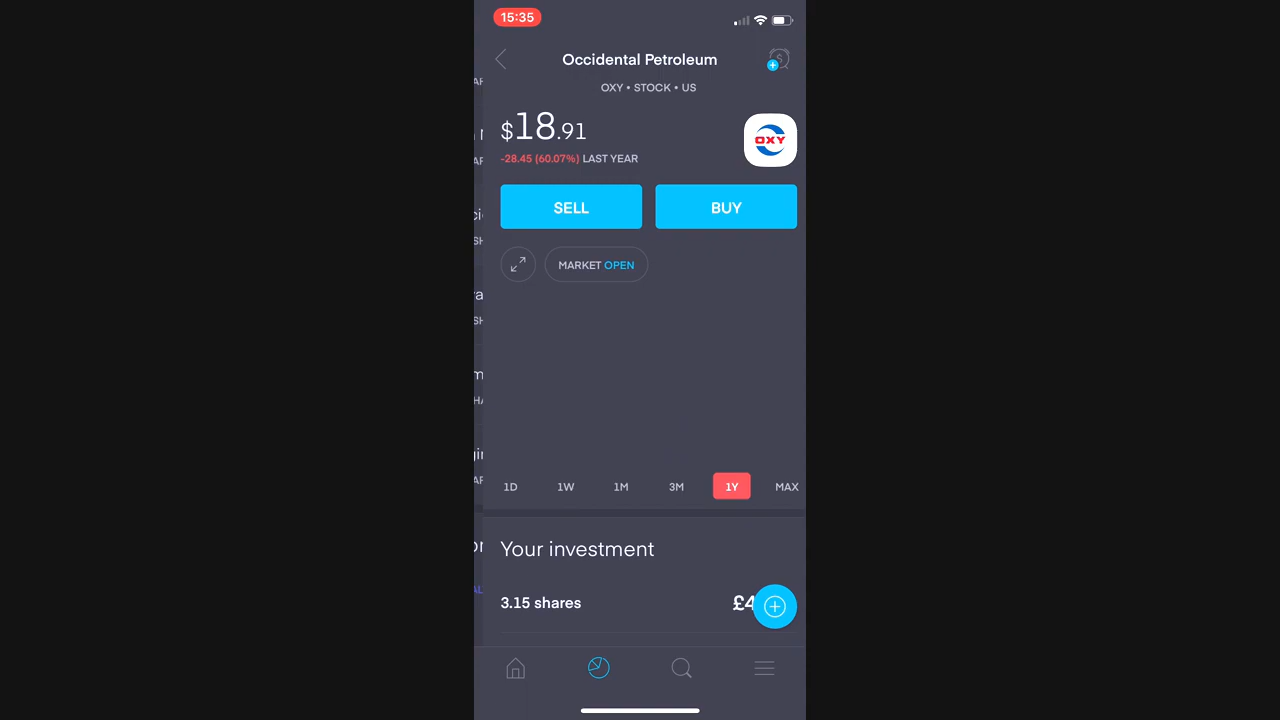 15:35
Occidental Petroleum
OXY • STOCK • US
$18.91
-28.45 (60.07%) LAST YEAR
OXY
SELL
BUY
MARKET OPEN
1D 1W 1M 3M 1Y MAX
Your investment
3.15 shares
£4